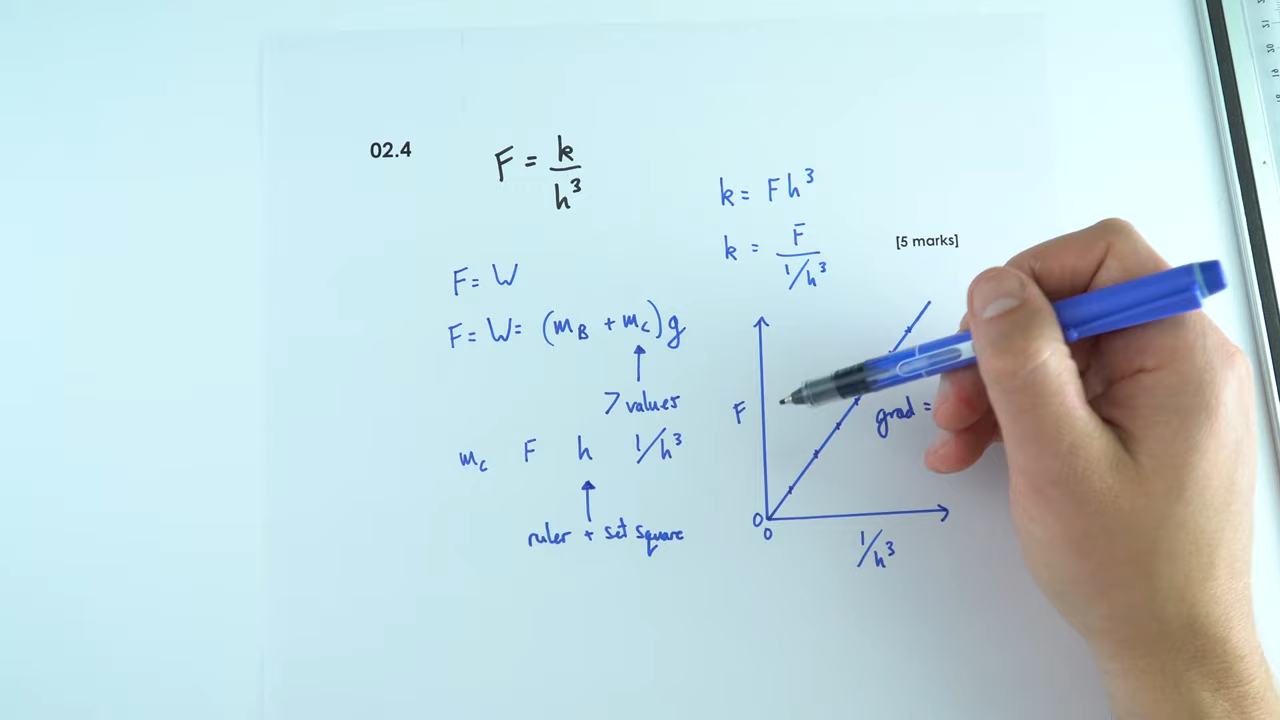 02.4
F = k/h³
k = Fh³
k = F/(1/h³)
[5 marks]
F = W
F = W = (m_B + m_c)g
7 values
m_c F h 1/h³
ruler + set square
F
grad =
0
0
1/h³